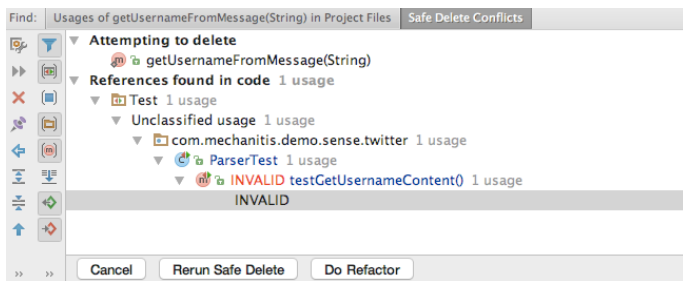 Find: Usages of getUsernameFromMessage(String) in Project Files Safe Delete Conflicts
Attempting to delete
m getUsernameFromMessage(String)
References found in code 1 usage
Test 1 usage
Unclassified usage 1 usage
com.mechanitis.demo.sense.twitter 1 usage
C ParserTest 1 usage
m INVALID testGetUsernameContent() 1 usage
INVALID
Cancel Rerun Safe Delete Do Refactor